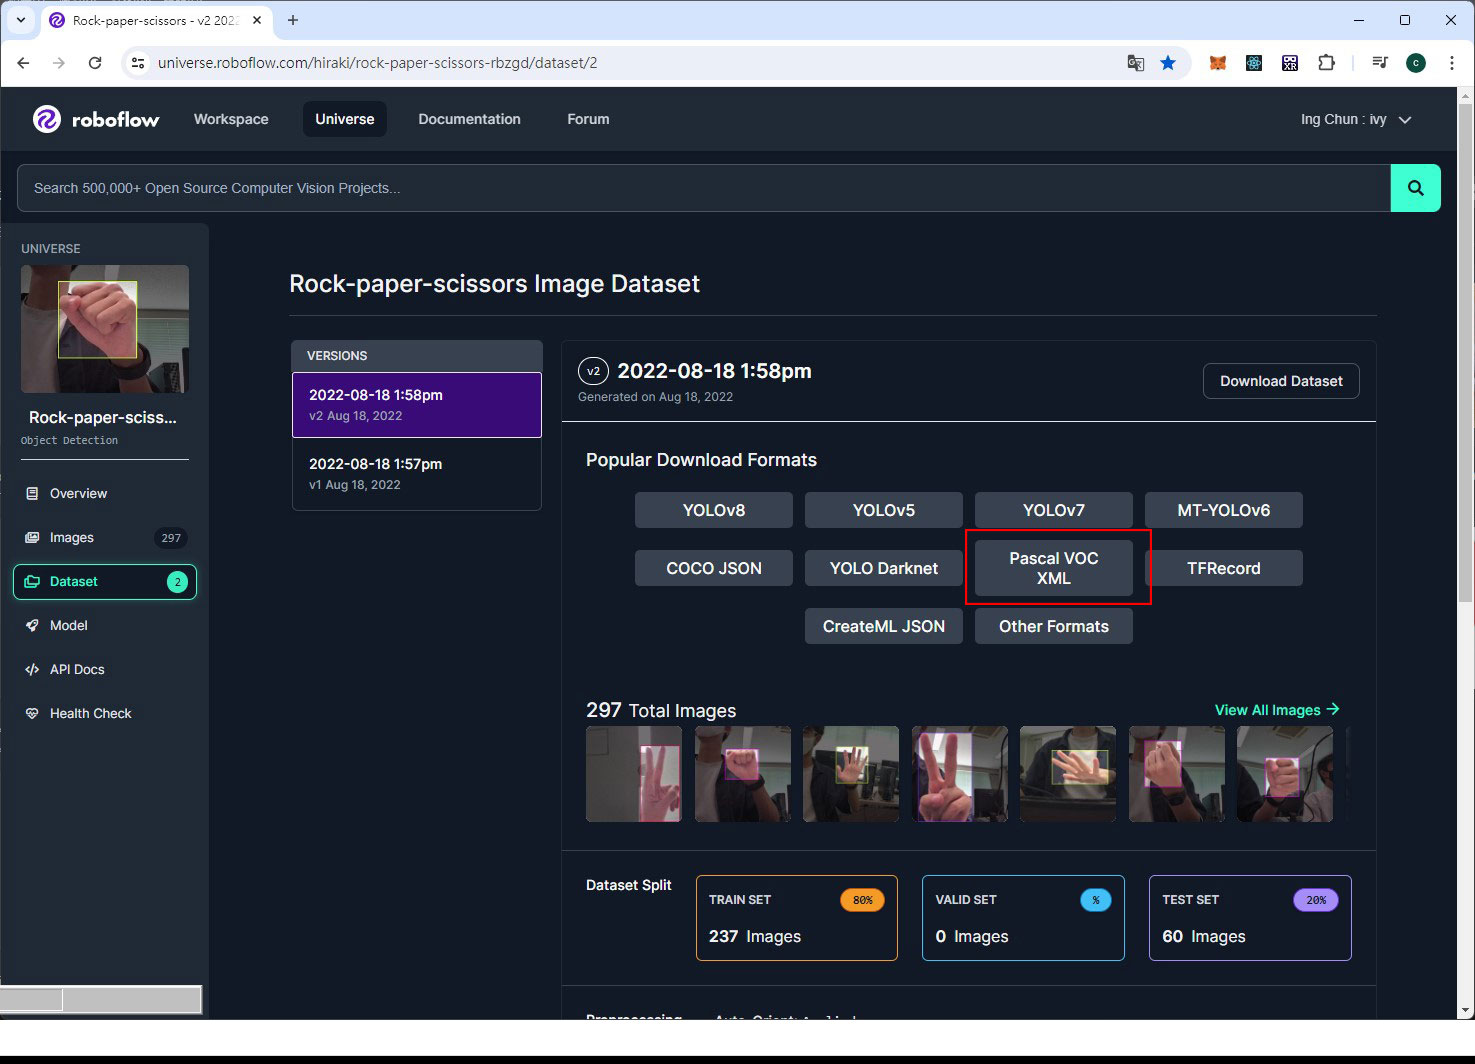 Rock-paper-scissors - v2 2022
universe.roboflow.com/hiraki/rock-paper-scissors-rbzgd/dataset/2
c
roboflow
Workspace
Universe
Documentation
Forum
Ing Chun : ivy
Search 500,000+ Open Source Computer Vision Projects...
UNIVERSE
Rock-paper-sciss...
Object Detection
Overview
Images 297
Dataset 2
Model
API Docs
Health Check
Rock-paper-scissors Image Dataset
VERSIONS
2022-08-18 1:58pm
v2 Aug 18, 2022
2022-08-18 1:57pm
v1 Aug 18, 2022
v2 2022-08-18 1:58pm
Generated on Aug 18, 2022
Download Dataset
Popular Download Formats
YOLOv8
YOLOv5
YOLOv7
MT-YOLOv6
COCO JSON
YOLO Darknet
Pascal VOC
XML
TFRecord
CreateML JSON
Other Formats
297 Total Images
View All Images
Dataset Split
TRAIN SET 80%
237 Images
VALID SET %
0 Images
TEST SET 20%
60 Images
Preprocessing Auto-Orient: Applied